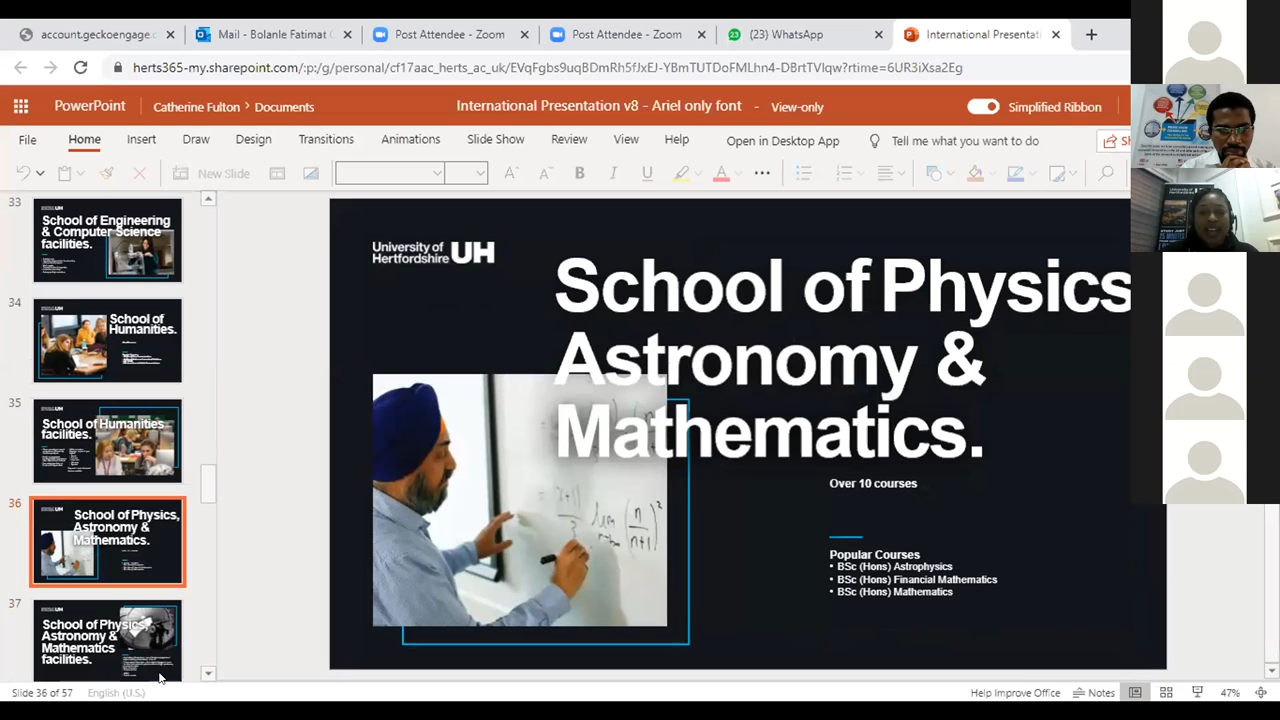 account.geckoengage.c
Mail - Bolanle Fatimat
Post Attendee - Zoom
Post Attendee - Zoom
(23) WhatsApp
International Presentati
herts365-my.sharepoint.com/:p:/g/personal/cf17aac_herts_ac_uk/EVqFgbs9uqBDmRh5fJxEJ-YBmTUTDoFMLhn4-DBrtTVlqw?rtime=6UR3iXsa2Eg
PowerPoint
Catherine Fulton > Documents
International Presentation v8 - Ariel only font - View-only
Simplified Ribbon
File
Home
Insert
Draw
Design
Transitions
Animations
Slide Show
Review
View
Help
Open in Desktop App
Tell me what you want to do
Sh
New Slide
33
School of Engineering
& Computer Science
facilities.
34
School of
Humanities.
35
School of Humanities
facilities.
36
School of Physics,
Astronomy &
Mathematics.
37
School of Physics,
Astronomy &
Mathematics
facilities.
University of
Hertfordshire UH
School of Physics
Astronomy &
Mathematics.
Over 10 courses
Popular Courses
• BSc (Hons) Astrophysics
• BSc (Hons) Financial Mathematics
• BSc (Hons) Mathematics
Slide 36 of 57
English (U.S.)
Help Improve Office
Notes
47%